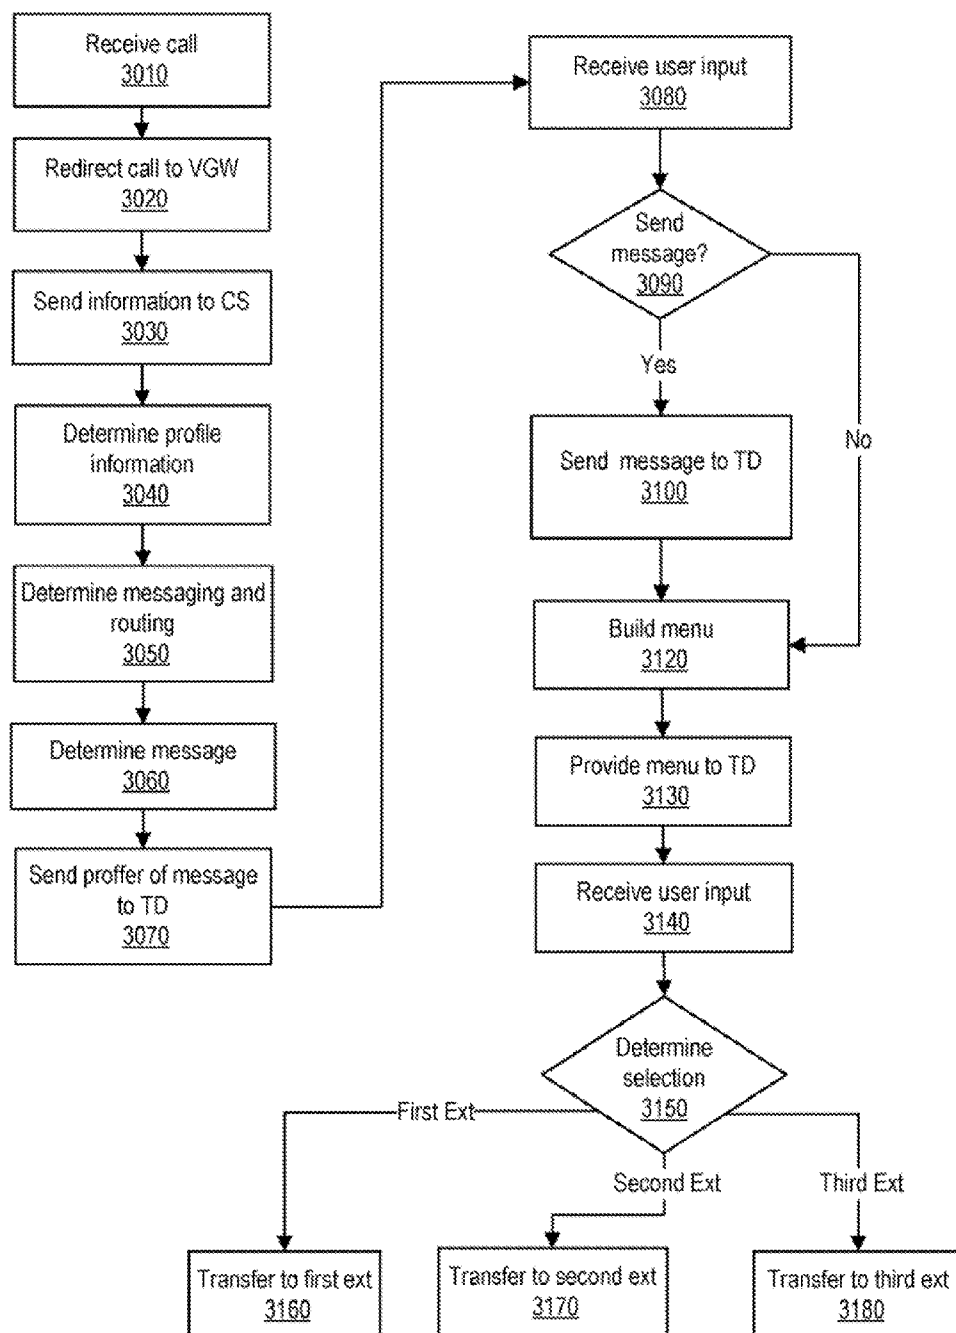 Receive call
3010
Redirect call to VGW
3020
Send information to CS
3030
Determine profile
information
3040
Determine messaging and
routing
3050
Determine message
3060
Send proffer of message
to TD
3070
Receive user input
3080
Send
message?
3090
Yes
No
Send message to TD
3100
Build menu
3120
Provide menu to TD
3130
Receive user input
3140
Determine
selection
3150
First Ext
Second Ext
Third Ext
Transfer to first ext
3160
Transfer to second ext
3170
Transfer to third ext
3180